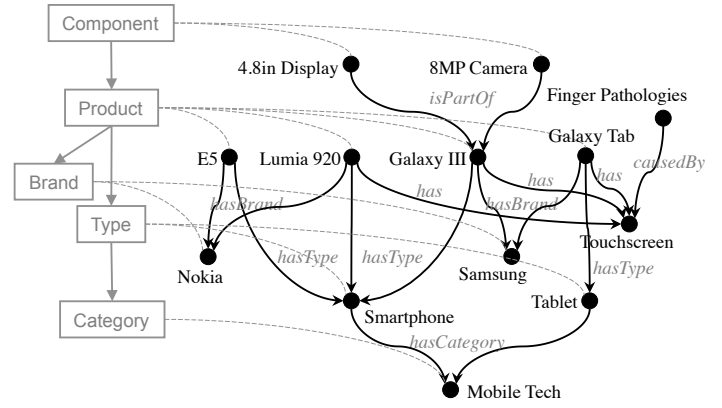 Component
4.8in Display
8MP Camera
isPartOf
Finger Pathologies
Product
E5
Lumia 920
Galaxy III
Galaxy Tab
causedBy
has
has
has
Brand
hasBrand
hasBrand
Type
Touchscreen
hasType
hasType
hasType
Nokia
Samsung
Category
Smartphone
Tablet
hasCategory
Mobile Tech